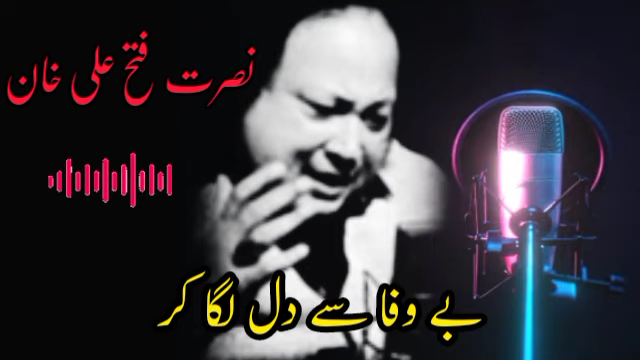 نصرت فتح علی خان
بے وفا سے دل لگا کر